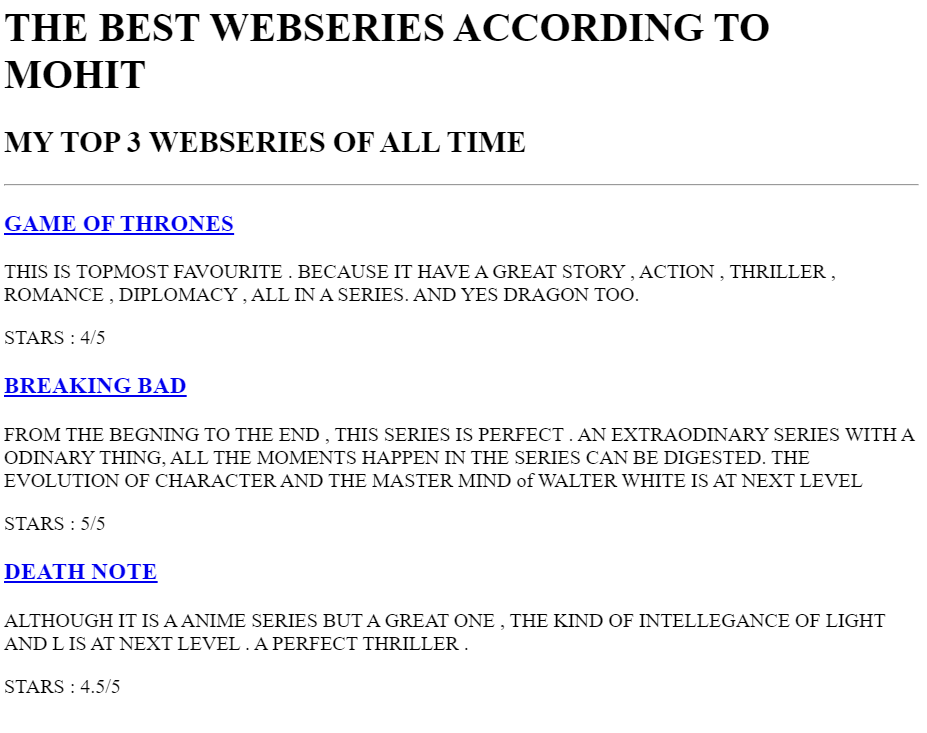 THE BEST WEBSERIES ACCORDING TO
MOHIT
MY TOP 3 WEBSERIES OF ALL TIME
GAME OF THRONES
THIS IS TOPMOST FAVOURITE . BECAUSE IT HAVE A GREAT STORY , ACTION , THRILLER ,
ROMANCE , DIPLOMACY , ALL IN A SERIES. AND YES DRAGON TOO.
STARS : 4/5
BREAKING BAD
FROM THE BEGNING TO THE END , THIS SERIES IS PERFECT . AN EXTRAODINARY SERIES WITH A
ODINARY THING, ALL THE MOMENTS HAPPEN IN THE SERIES CAN BE DIGESTED. THE
EVOLUTION OF CHARACTER AND THE MASTER MIND of WALTER WHITE IS AT NEXT LEVEL
STARS : 5/5
DEATH NOTE
ALTHOUGH IT IS A ANIME SERIES BUT A GREAT ONE , THE KIND OF INTELLEGANCE OF LIGHT
AND L IS AT NEXT LEVEL . A PERFECT THRILLER .
STARS : 4.5/5